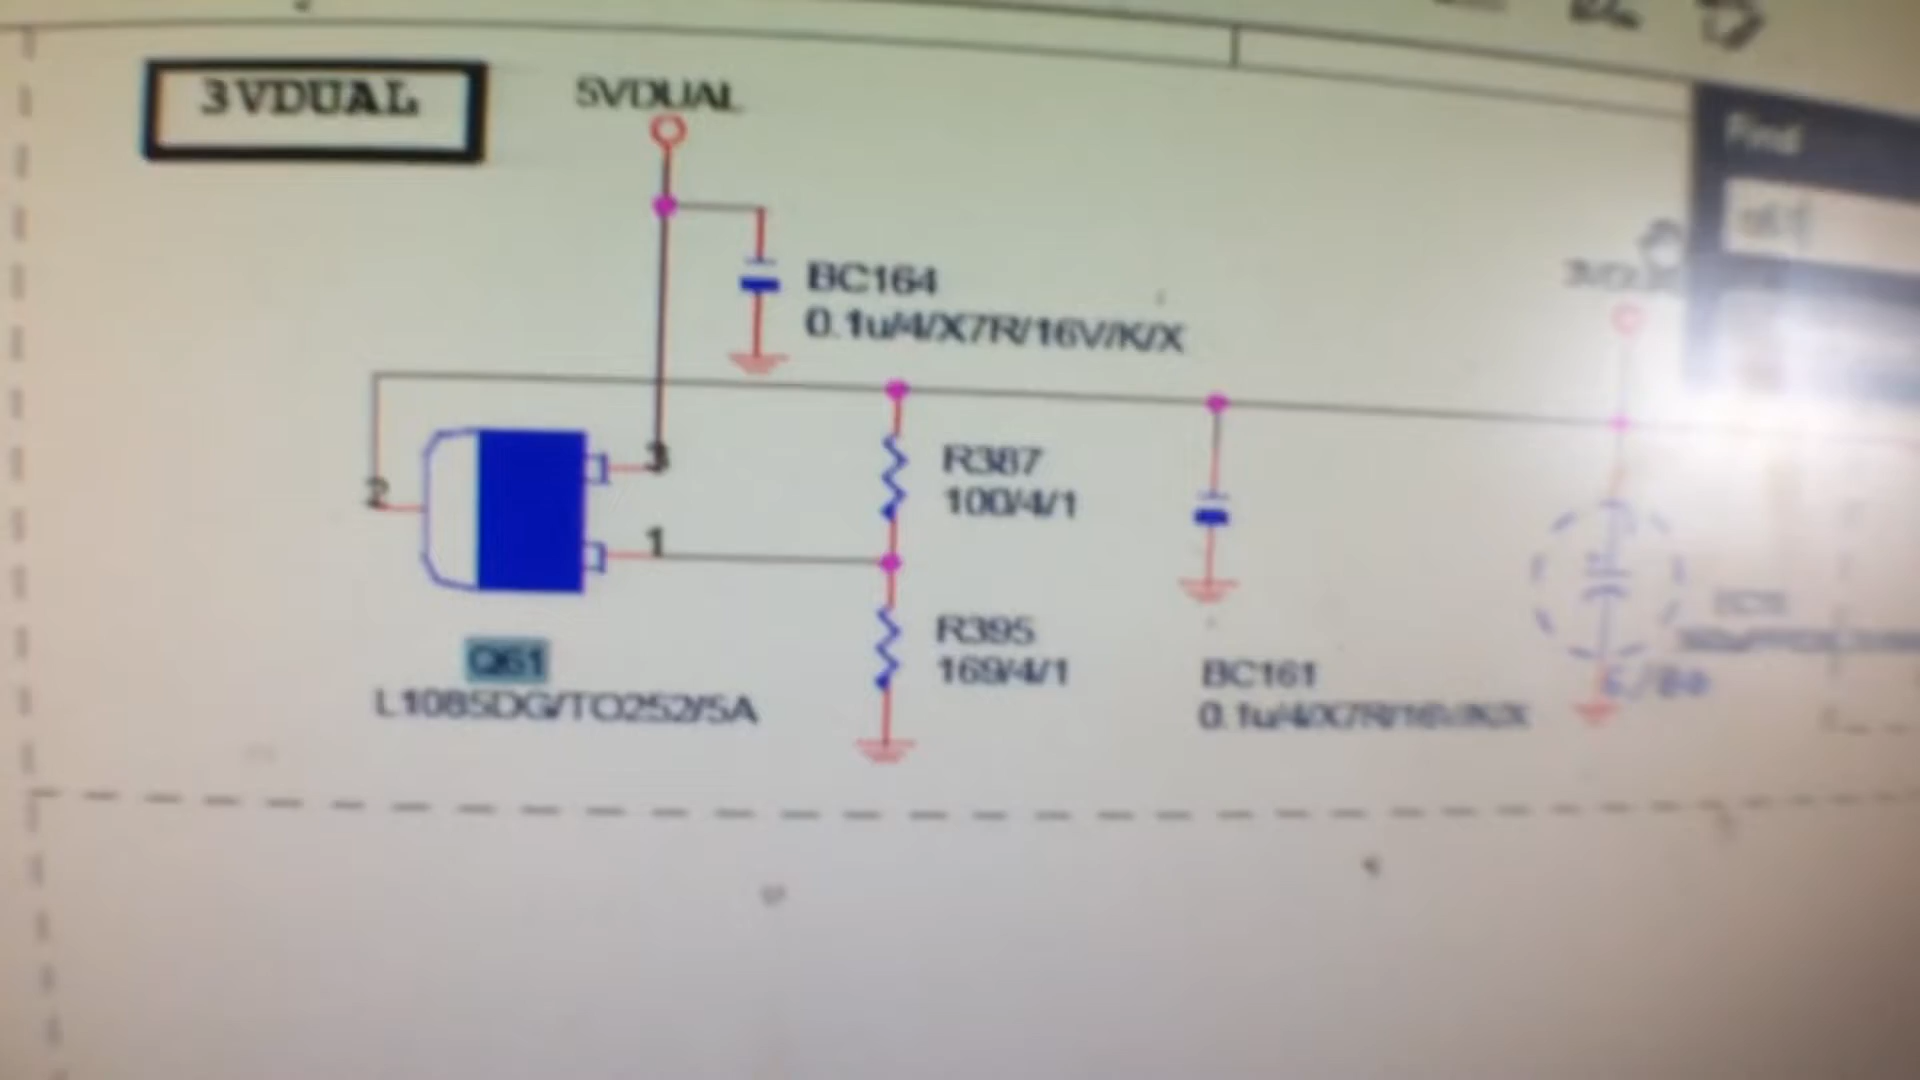 3VDUAL
5VDUAL
Find
BC164
0.1u/4/X7R/16V/K/X
3
2
R387
100/4/1
1
R395
169/4/1
Q61
L1085DG/TO252/5A
BC161
0.1u/4/X7R/16V/K/X